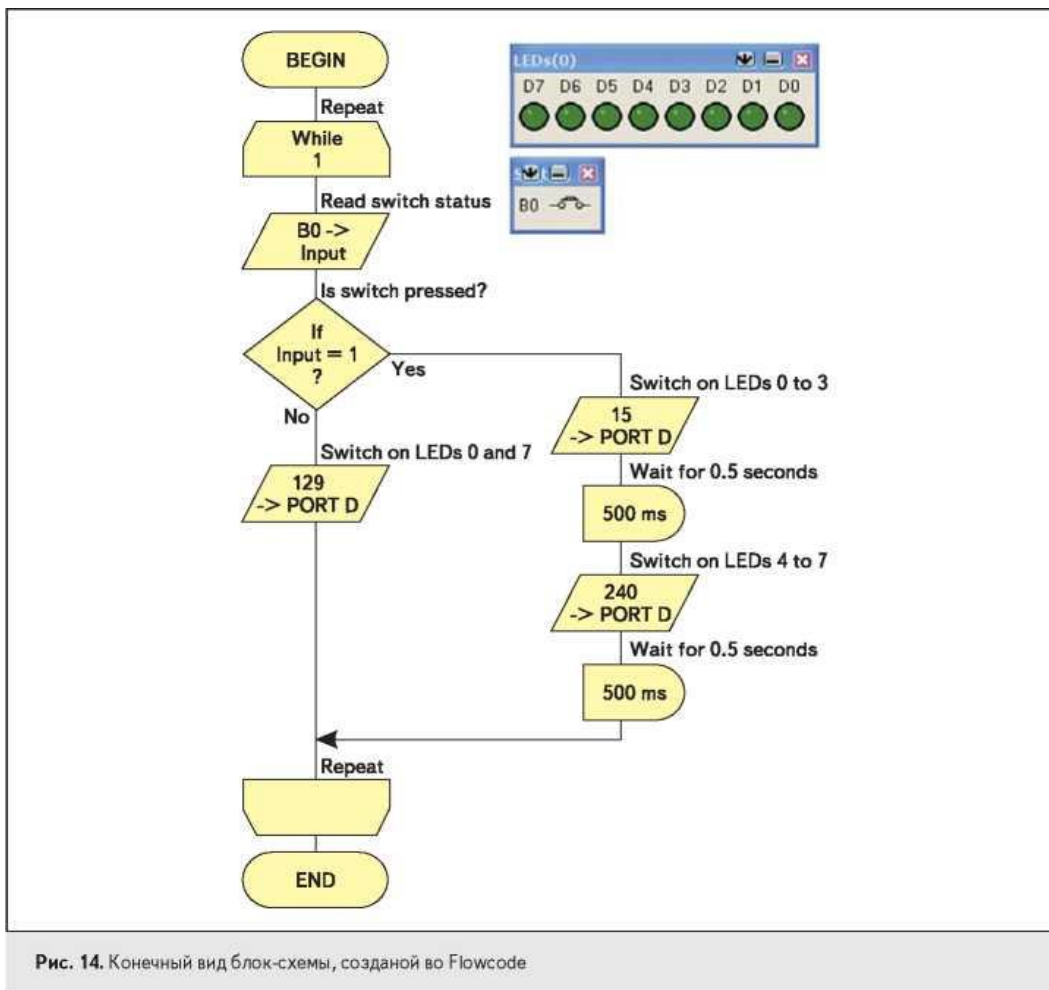 BEGIN
Repeat
While
1
Read switch status
B0 ->
Input
Is switch pressed?
If
Input = 1
?
Yes
No
Switch on LEDs 0 and 7
129
-> PORT D
Switch on LEDs 0 to 3
15
-> PORT D
Wait for 0.5 seconds
500 ms
Switch on LEDs 4 to 7
240
-> PORT D
Wait for 0.5 seconds
500 ms
Repeat
END
LEDs(0)
D7 D6 D5 D4 D3 D2 D1 D0
B0
Рис. 14. Конечный вид блок-схемы, созданой во Flowcode